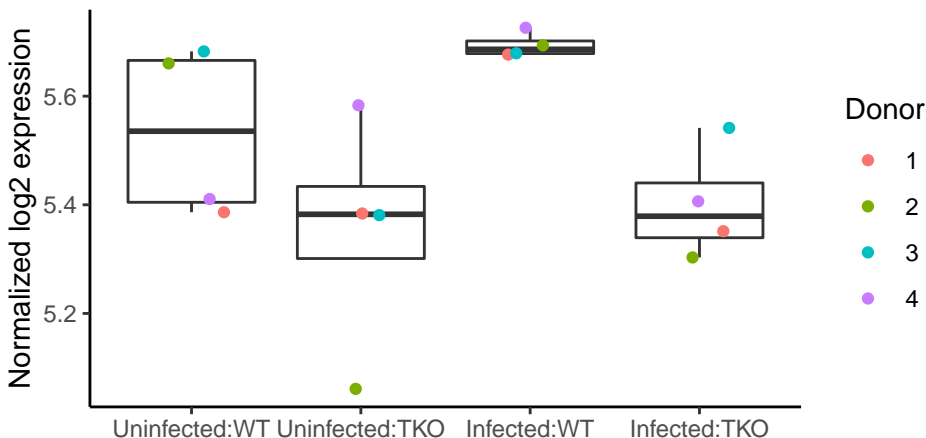 Normalized log2 expression
5.6
5.4
5.2
Uninfected:WT Uninfected:TKO Infected:WT Infected:TKO
Donor
1
2
3
4